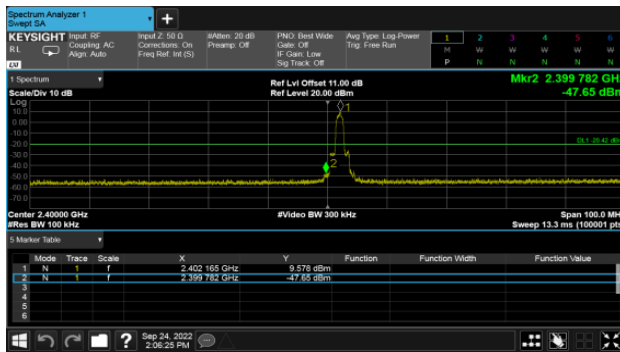 Spectrum Analyzer 1
Swept SA
+
KEYSIGHT Input: RF Input Z: 50 Ω #Atten: 20 dB PNO: Best Wide Avg Type: Log-Power 1 2 3 4 5 6
RL Coupling: AC Corrections: On Preamp: Off Gate: Off Trig: Free Run M W W W W W
Align: Auto Freq Ref: Int (S) IF Gain: Low P N N N N N
LXI Sig Track: Off
1 Spectrum Ref Lvl Offset 11.00 dB Mkr2 2.399 782 GHz
Scale/Div 10 dB Ref Level 20.00 dBm -47.65 dBm
Log
10.0
0.00
-10.0
-20.0
-30.0
-40.0
-50.0
-60.0
-70.0
1
DL1 -20.42 dB
2
Center 2.40000 GHz #Video BW 300 kHz Span 100.0 MH
#Res BW 100 kHz Sweep 13.3 ms (100001 pts
5 Marker Table
Mode Trace Scale X Y Function Function Width Function Value
1 N 1 f 2.402 165 GHz 9.578 dBm
2 N 1 f 2.399 782 GHz -47.65 dBm
3
4
5
6
? Sep 24, 2022
2:06:25 PM